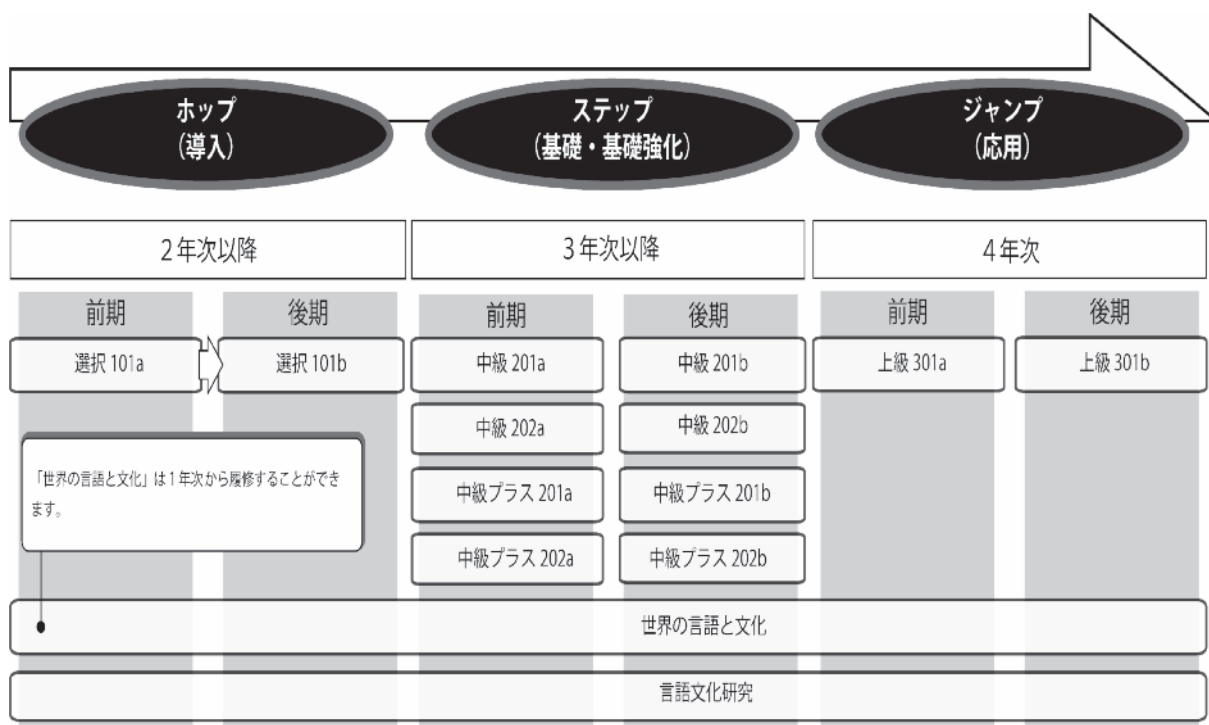 ホップ
（導入）
ステップ
（基礎・基礎強化）
ジャンプ
（応用）
２年次以降
３年次以降
４年次
前期
後期
前期
後期
前期
後期
選択 101a
選択 101b
中級 201a
中級 201b
上級 301a
上級 301b
中級 202a
中級 202b
「世界の言語と文化」は１年次から履修することができ
ます。
中級プラス 201a
中級プラス 201b
中級プラス 202a
中級プラス 202b
世界の言語と文化
言語文化研究